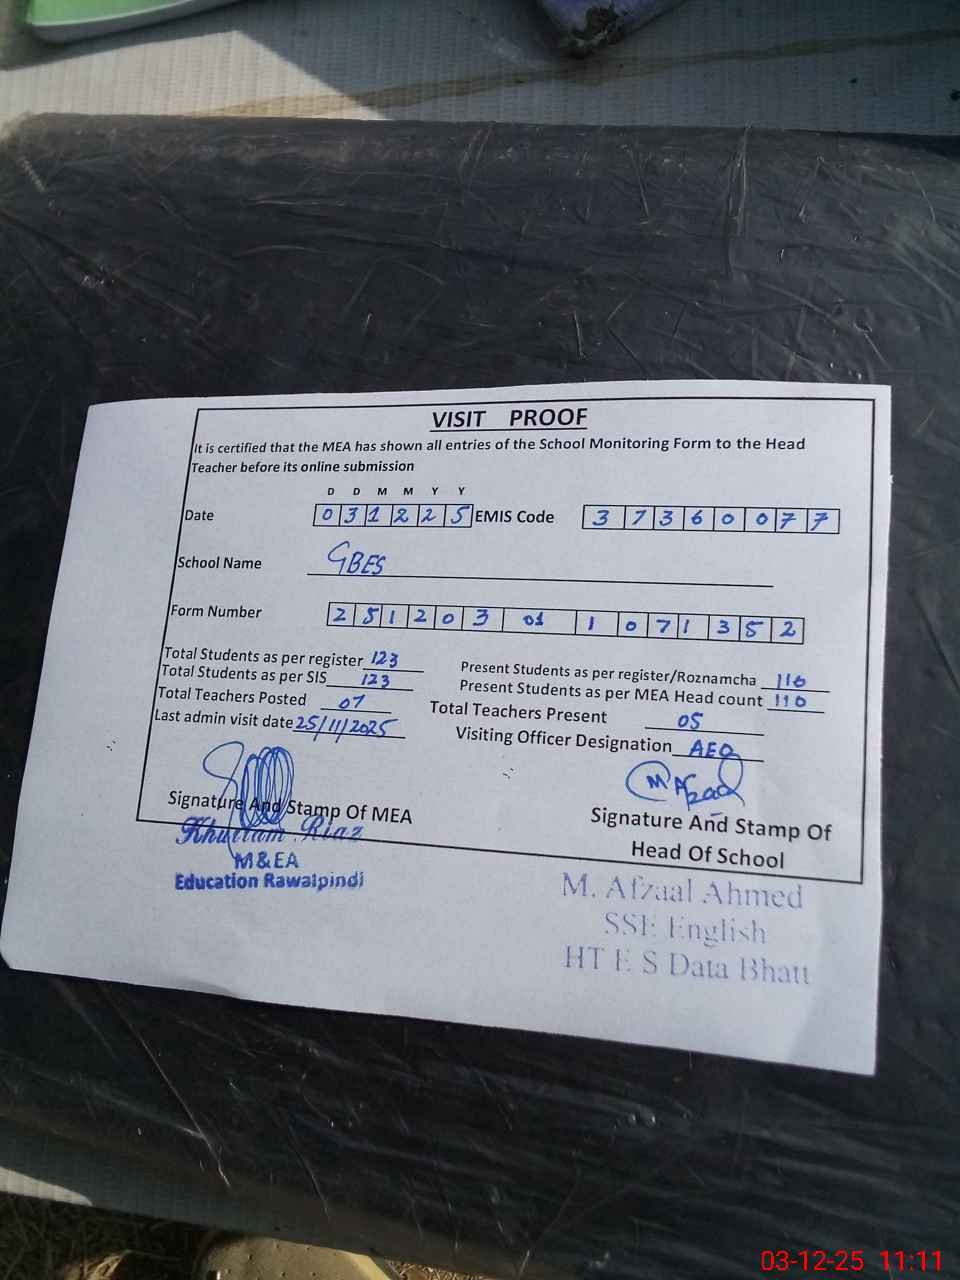 VISIT PROOF
It is certified that the MEA has shown all entries of the School Monitoring Form to the Head
Teacher before its online submission
D D M M Y Y
Date 0 3 1 2 2 5 EMIS Code 3 7 3 6 0 0 7 7
School Name GBES
Form Number 2 5 1 2 0 3 01 1 0 7 1 3 5 2
Total Students as per register 123 Present Students as per register/Roznamcha 110
Total Students as per SIS 123 Present Students as per MEA Head count 110
Total Teachers Posted 07 Total Teachers Present 05
Last admin visit date 25/11/2025 Visiting Officer Designation AEO
M Afzaal
Signature And Stamp Of MEA Signature And Stamp Of
Head Of School
Khurram Riaz
M&EA
Education Rawalpindi
M. Afzaal Ahmed
SSE English
HT E S Data Bhatt
03-12-25 11:11